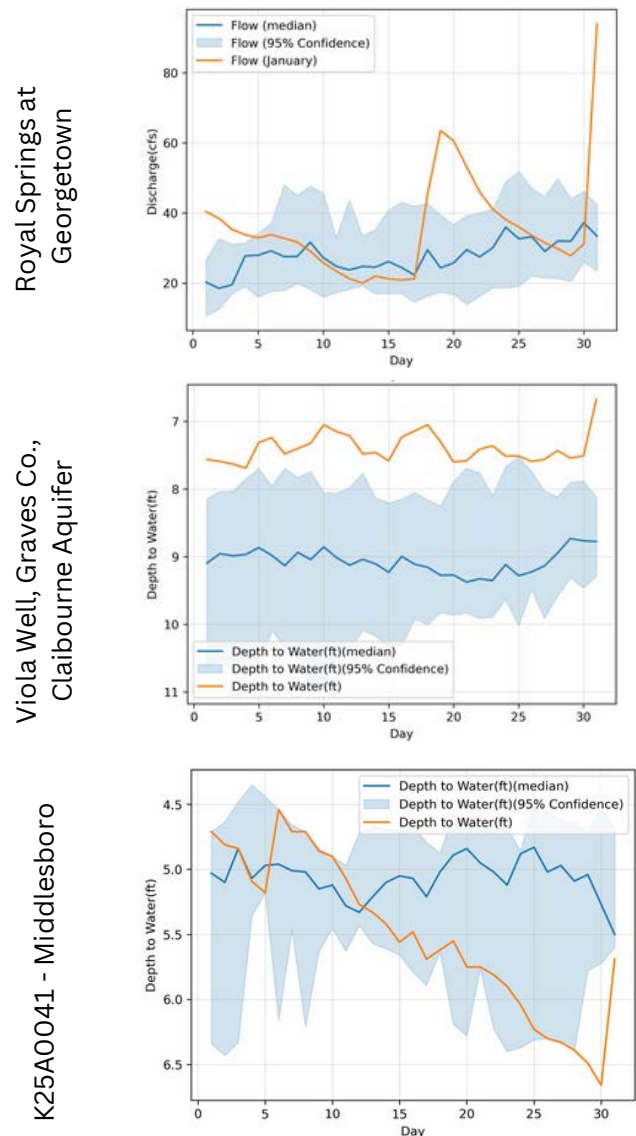 Royal Springs at
Georgetown
Flow (median)
Flow (95% Confidence)
Flow (January)
Discharge(cfs)
80
60
40
20
0 5 10 15 20 25 30
Day
Viola Well, Graves Co.,
Claibourne Aquifer
Depth to Water(ft)
7
8
9
10
11
Depth to Water(ft)(median)
Depth to Water(ft)(95% Confidence)
Depth to Water(ft)
0 5 10 15 20 25 30
Day
K25A0041 - Middlesboro
Depth to Water(ft)(median)
Depth to Water(ft)(95% Confidence)
Depth to Water(ft)
Depth to Water(ft)
4.5
5.0
5.5
6.0
6.5
0 5 10 15 20 25 30
Day